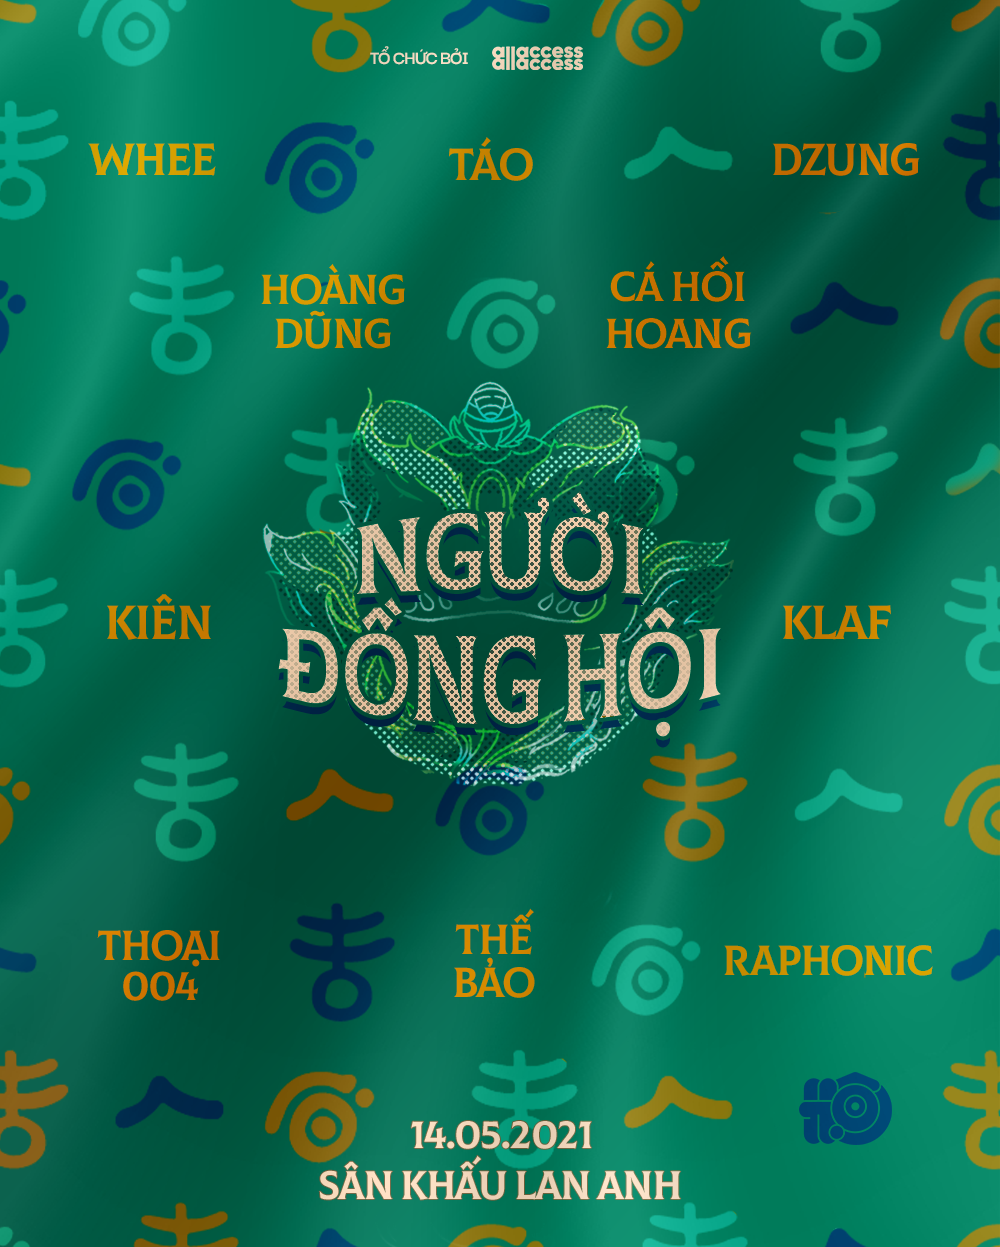 TỔ CHỨC BỞI
allaccess
allaccess
WHEE
TÁO
DZUNG
HOÀNG
DŨNG
CÁ HỒI
HOANG
NGƯỜI
ĐỒNG HỘI
KIÊN
KLAF
THOẠI
004
THẾ
BẢO
RAPHONIC
14.05.2021
SÂN KHẤU LAN ANH